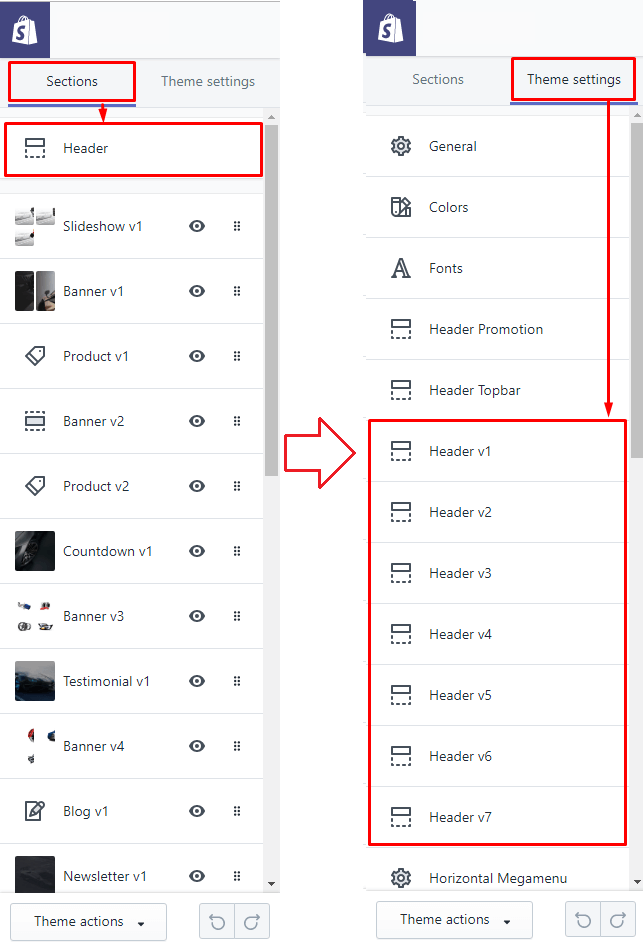 Sections
Theme settings
Header
Slideshow v1
Banner v1
Product v1
Banner v2
Product v2
Countdown v1
Banner v3
Testimonial v1
Banner v4
Blog v1
Newsletter v1
Theme actions
Sections
Theme settings
General
Colors
Fonts
Header Promotion
Header Topbar
Header v1
Header v2
Header v3
Header v4
Header v5
Header v6
Header v7
Horizontal Megamenu
Theme actions